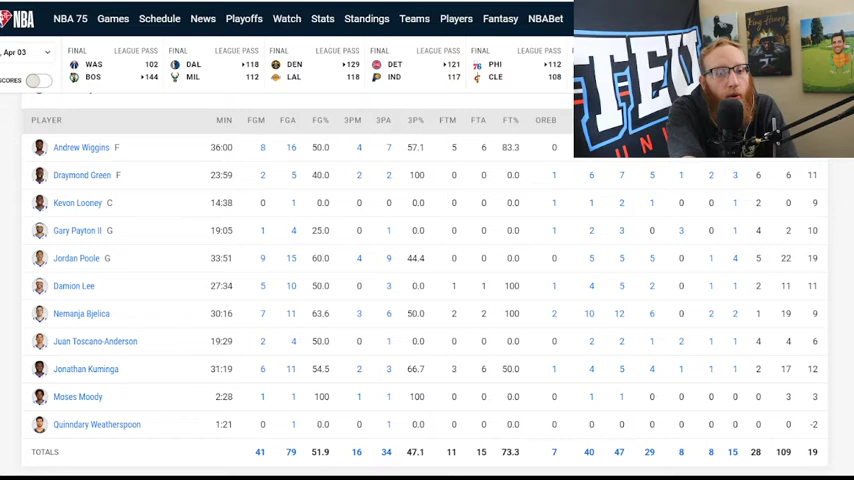 NBA NBA 75 Games Schedule News Playoffs Watch Stats Standings Teams Players Fantasy NBABet
, Apr 03
SCORES
FINAL LEAGUE PASS
WAS 102
BOS 144
FINAL LEAGUE PASS
DAL 118
MIL 112
FINAL LEAGUE PASS
DEN 129
LAL 118
FINAL LEAGUE PASS
DET 121
IND 117
FINAL LEAGUE PASS
PHI 112
CLE 108
TEU
UNI
PLAYER MIN FGM FGA FG% 3PM 3PA 3P% FTM FTA FT% OREB
Andrew Wiggins F 36:00 8 16 50.0 4 7 57.1 5 6 83.3 0
Draymond Green F 23:59 2 5 40.0 2 2 100 0 0 0.0 1 6 7 5 1 2 3 6 6 11
Kevon Looney C 14:38 0 1 0.0 0 0 0.0 0 0 0.0 1 1 2 1 0 0 1 2 0 9
Gary Payton II G 19:05 1 4 25.0 0 1 0.0 0 0 0.0 1 2 3 0 3 0 1 4 2 10
Jordan Poole G 33:51 9 15 60.0 4 9 44.4 0 0 0.0 0 5 5 5 0 1 4 5 22 19
Damion Lee 27:34 5 10 50.0 0 3 0.0 1 1 100 1 4 5 2 0 1 1 2 11 11
Nemanja Bjelica 30:16 7 11 63.6 3 6 50.0 2 2 100 2 10 12 6 0 2 2 1 19 9
Juan Toscano-Anderson 19:29 2 4 50.0 0 1 0.0 0 0 0.0 0 2 2 1 2 1 1 4 4 6
Jonathan Kuminga 31:19 6 11 54.5 2 3 66.7 3 6 50.0 1 4 5 4 1 1 1 2 17 12
Moses Moody 2:28 1 1 100 1 1 100 0 0 0.0 0 1 1 0 0 0 0 0 3 3
Quinndary Weatherspoon 1:21 0 1 0.0 0 1 0.0 0 0 0.0 0 0 0 0 0 0 0 0 0 -2
TOTALS 41 79 51.9 16 34 47.1 11 15 73.3 7 40 47 29 8 8 15 28 109 19